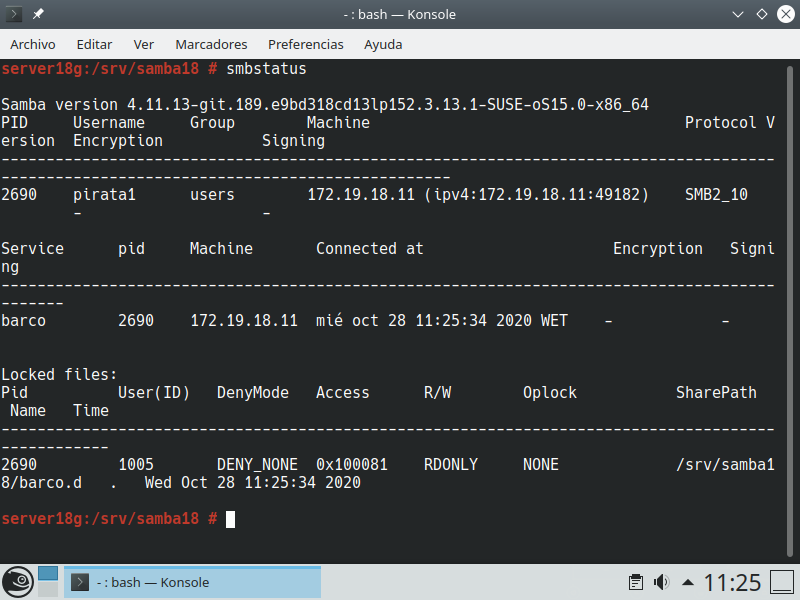 - : bash — Konsole
Archivo Editar Ver Marcadores Preferencias Ayuda
server18g:/srv/samba18 # smbstatus
Samba version 4.11.13-git.189.e9bd318cd13lp152.3.13.1-SUSE-oS15.0-x86_64
PID     Username     Group        Machine                                   Protocol V
ersion  Encryption           Signing
--------------------------------------------------------------------------------------
--------------------------------------------------
2690    pirata1      users        172.19.18.11 (ipv4:172.19.18.11:49182)    SMB2_10
        -                    -
Service      pid     Machine       Connected at                     Encryption   Signi
ng
--------------------------------------------------------------------------------------
-------
barco        2690    172.19.18.11  mié oct 28 11:25:34 2020 WET    -            -
Locked files:
Pid          User(ID)   DenyMode   Access      R/W        Oplock           SharePath
 Name   Time
--------------------------------------------------------------------------------------
------------
2690         1005       DENY_NONE  0x100081    RDONLY     NONE             /srv/samba1
8/barco.d   .   Wed Oct 28 11:25:34 2020
server18g:/srv/samba18 #
- : bash — Konsole 11:25